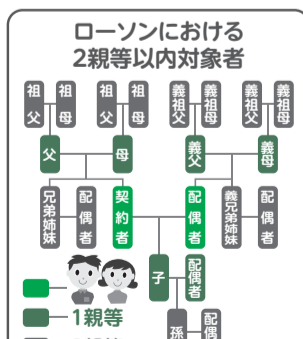 ローソンにおける
2親等以内対象者
祖父 祖母 祖父 祖母 義祖父 義祖母 義祖父 義祖母
父 母 義父 義母
兄弟姉妹 配偶者 契約者 配偶者 義兄弟姉妹 配偶者
子 配偶者
1親等
孫 配偶